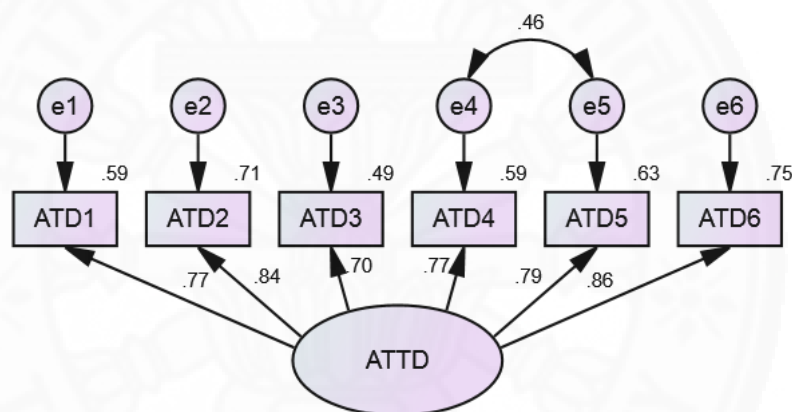 .46
e1 e2 e3 e4 e5 e6
.59 .71 .49 .59 .63 .75
ATD1 ATD2 ATD3 ATD4 ATD5 ATD6
.77 .84 .70 .77 .79 .86
ATTD